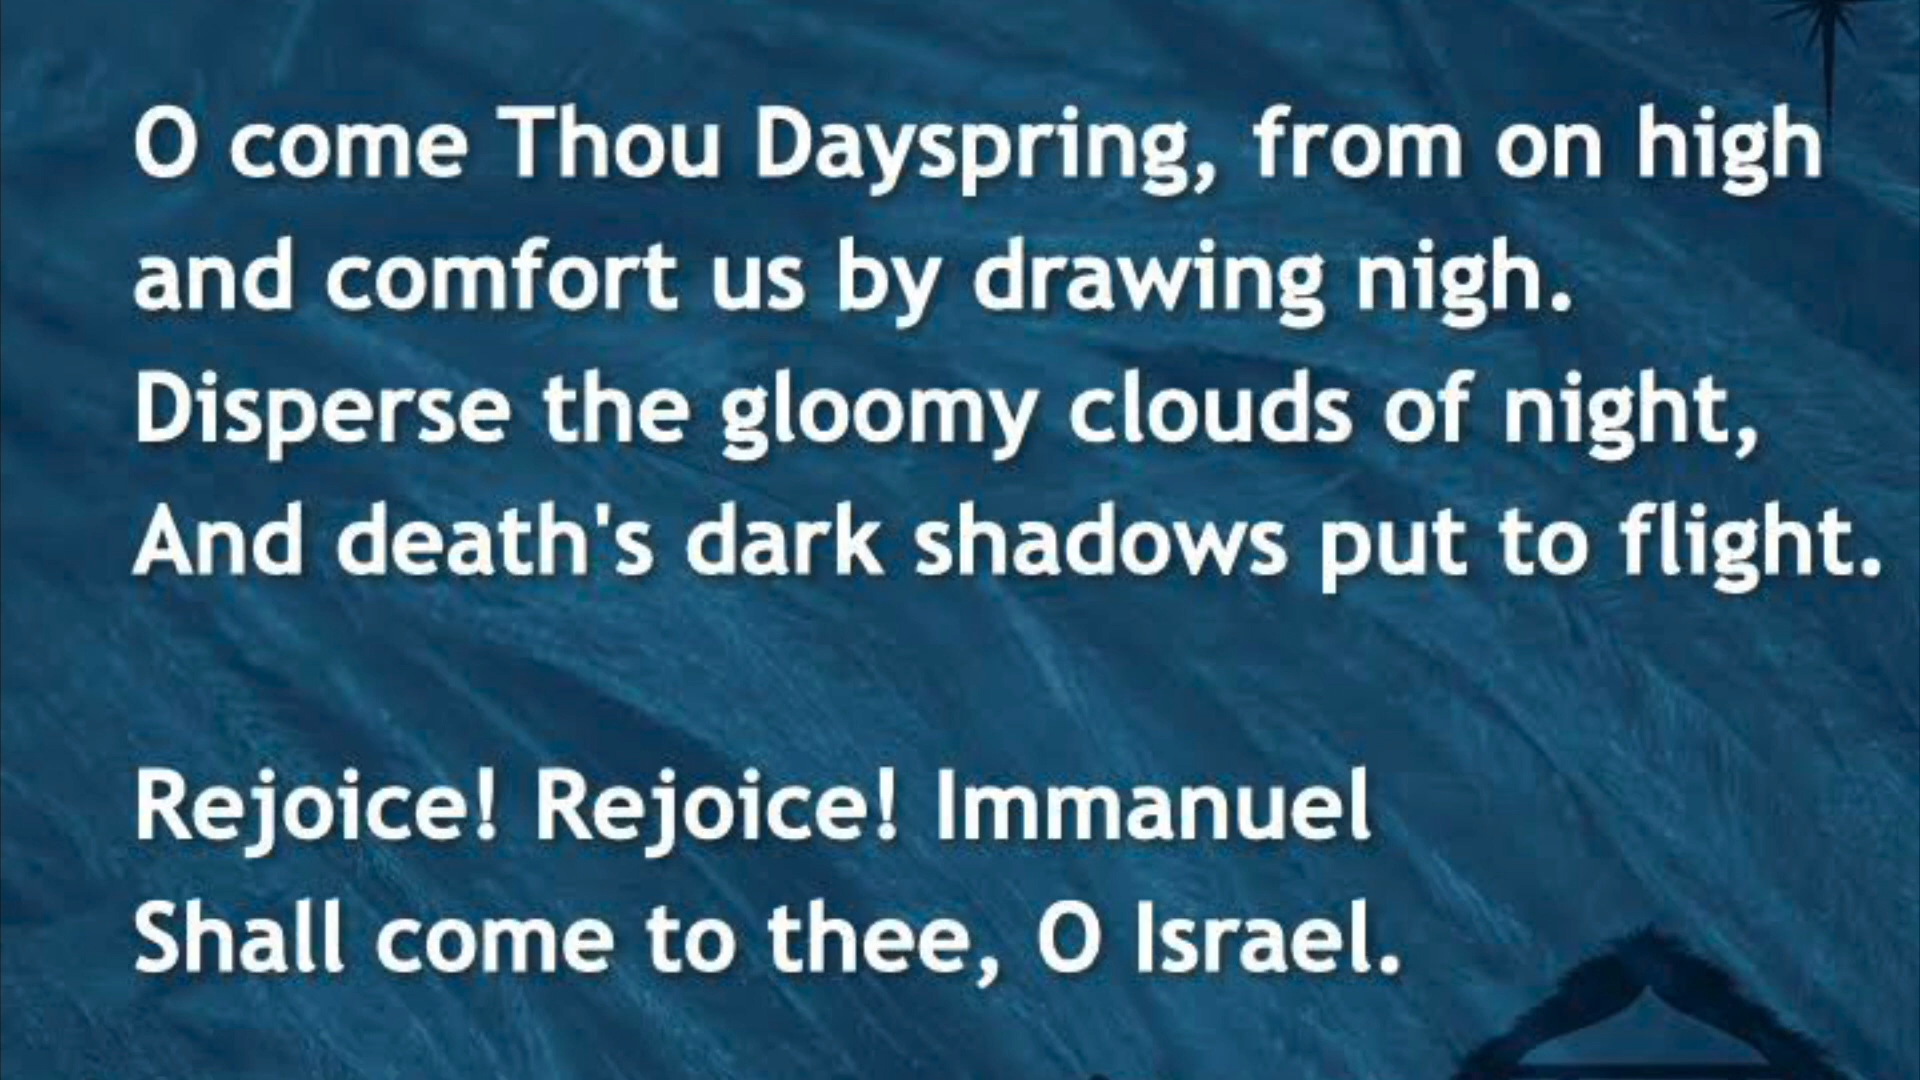 O come Thou Dayspring, from on high
and comfort us by drawing nigh.
Disperse the gloomy clouds of night,
And death's dark shadows put to flight.
Rejoice! Rejoice! Immanuel
Shall come to thee, O Israel.